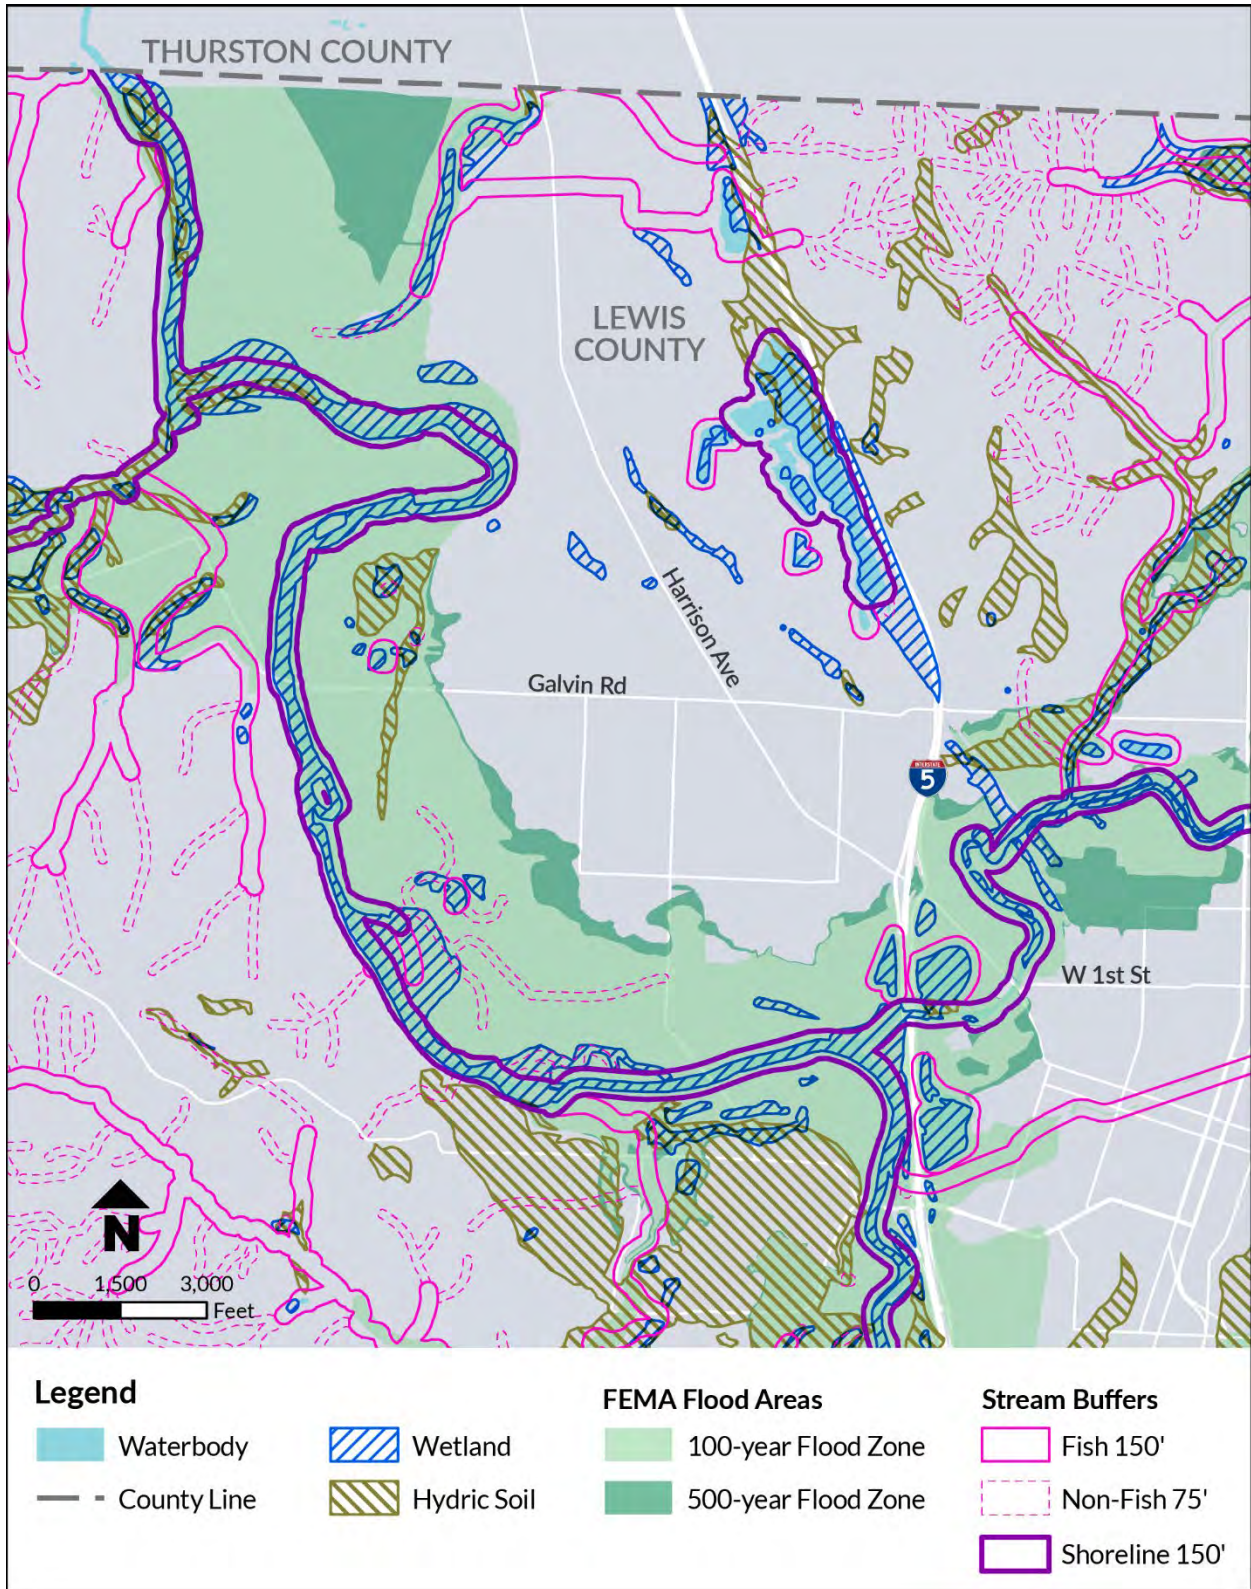 THURSTON COUNTY
LEWIS
COUNTY
Harrison Ave
Galvin Rd
INTERSTATE
5
W 1st St
N
0 1,500 3,000
Feet
Legend
Waterbody
County Line
Wetland
Hydric Soil
FEMA Flood Areas
100-year Flood Zone
500-year Flood Zone
Stream Buffers
Fish 150'
Non-Fish 75'
Shoreline 150'